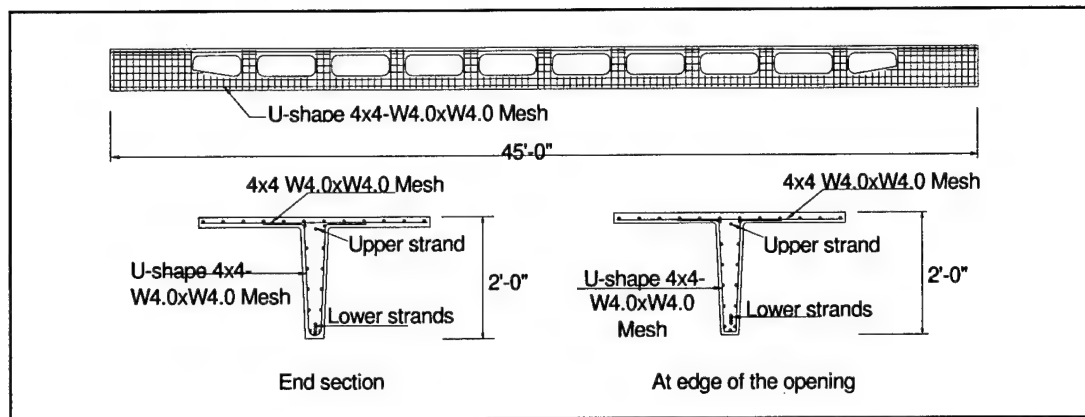 U-shape 4x4-W4.0xW4.0 Mesh
45'-0"
4x4 W4.0xW4.0 Mesh
Upper strand
U-shape 4x4-
W4.0xW4.0 Mesh
2'-0"
Lower strands
End section
4x4 W4.0xW4.0 Mesh
Upper strand
U-shape 4x4-
W4.0xW4.0
Mesh
2'-0"
Lower strands
At edge of the opening